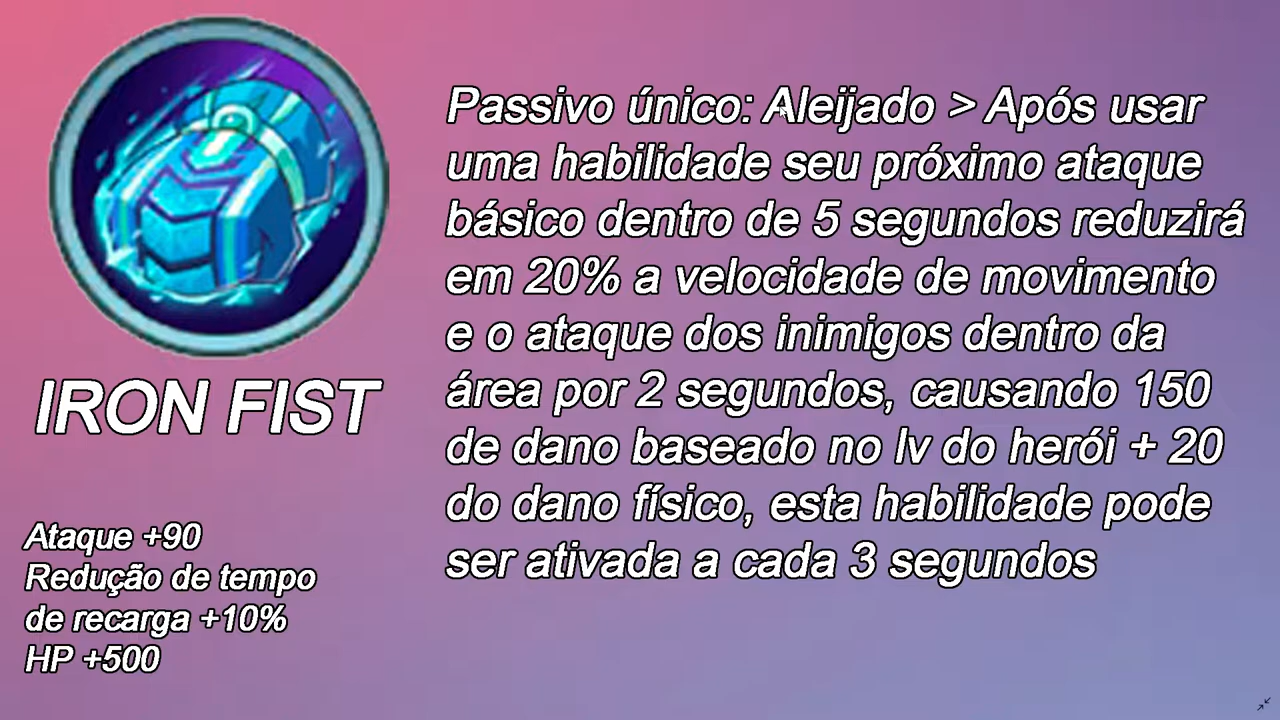 Passivo único: Aleijado > Após usar
uma habilidade seu próximo ataque
básico dentro de 5 segundos reduzirá
em 20% a velocidade de movimento
e o ataque dos inimigos dentro da
área por 2 segundos, causando 150
de dano baseado no lv do herói + 20
do dano físico, esta habilidade pode
ser ativada a cada 3 segundos
IRON FIST
Ataque +90
Redução de tempo
de recarga +10%
HP +500